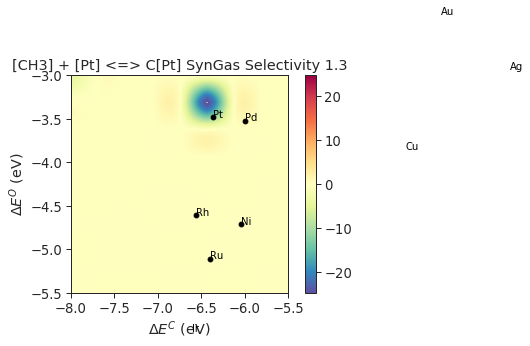 Au
Ag
[CH3] + [Pt] <=> C[Pt] SynGas Selectivity 1.3
−3.0
−3.5
−4.0
−4.5
−5.0
−5.5
ΔE^O (eV)
Pt
Pd
Cu
Rh
Ni
Ru
20
10
0
−10
−20
−8.0 −7.5 −7.0 −6.5 −6.0 −5.5
ΔE^C (eV)
Ir